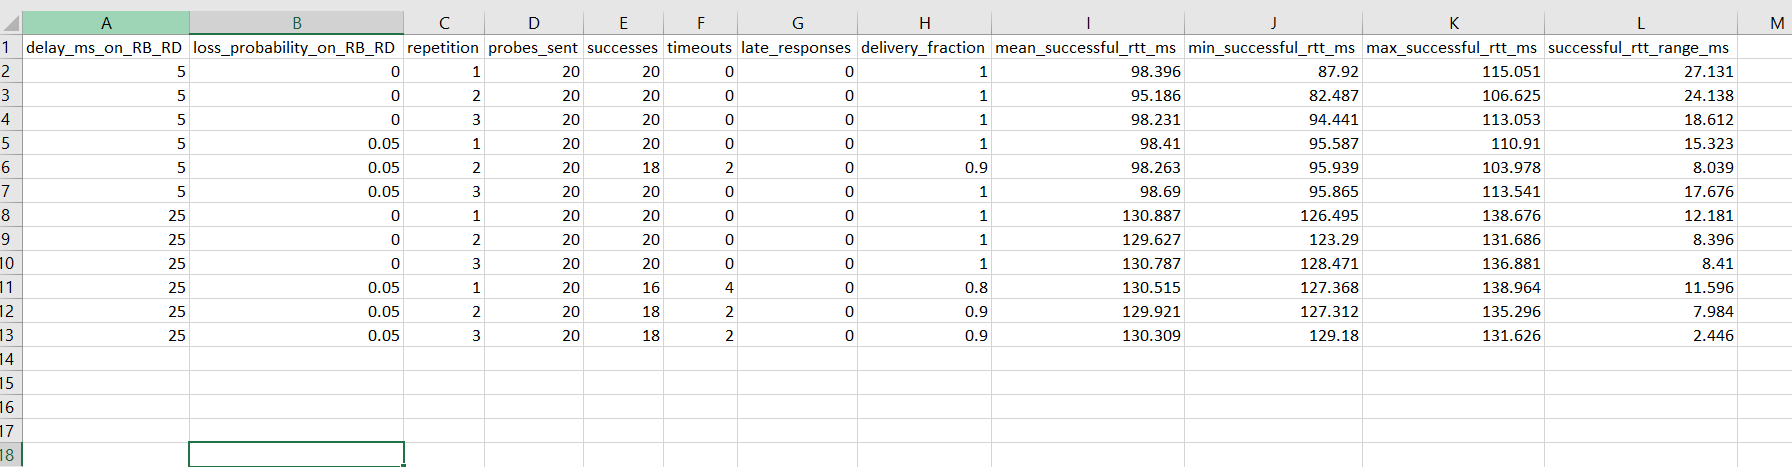 A B C D E F G H I J K L M
1 delay_ms_on_RB_RD loss_probability_on_RB_RD repetition probes_sent successes timeouts late_responses delivery_fraction mean_successful_rtt_ms min_successful_rtt_ms max_successful_rtt_ms successful_rtt_range_ms
2 5 0 1 20 20 0 0 1 98.396 87.92 115.051 27.131
3 5 0 2 20 20 0 0 1 95.186 82.487 106.625 24.138
4 5 0 3 20 20 0 0 1 98.231 94.441 113.053 18.612
5 5 0.05 1 20 20 0 0 1 98.41 95.587 110.91 15.323
6 5 0.05 2 20 18 2 0 0.9 98.263 95.939 103.978 8.039
7 5 0.05 3 20 20 0 0 1 98.69 95.865 113.541 17.676
8 25 0 1 20 20 0 0 1 130.887 126.495 138.676 12.181
9 25 0 2 20 20 0 0 1 129.627 123.29 131.686 8.396
10 25 0 3 20 20 0 0 1 130.787 128.471 136.881 8.41
11 25 0.05 1 20 16 4 0 0.8 130.515 127.368 138.964 11.596
12 25 0.05 2 20 18 2 0 0.9 129.921 127.312 135.296 7.984
13 25 0.05 3 20 18 2 0 0.9 130.309 129.18 131.626 2.446
14
15
16
17
18